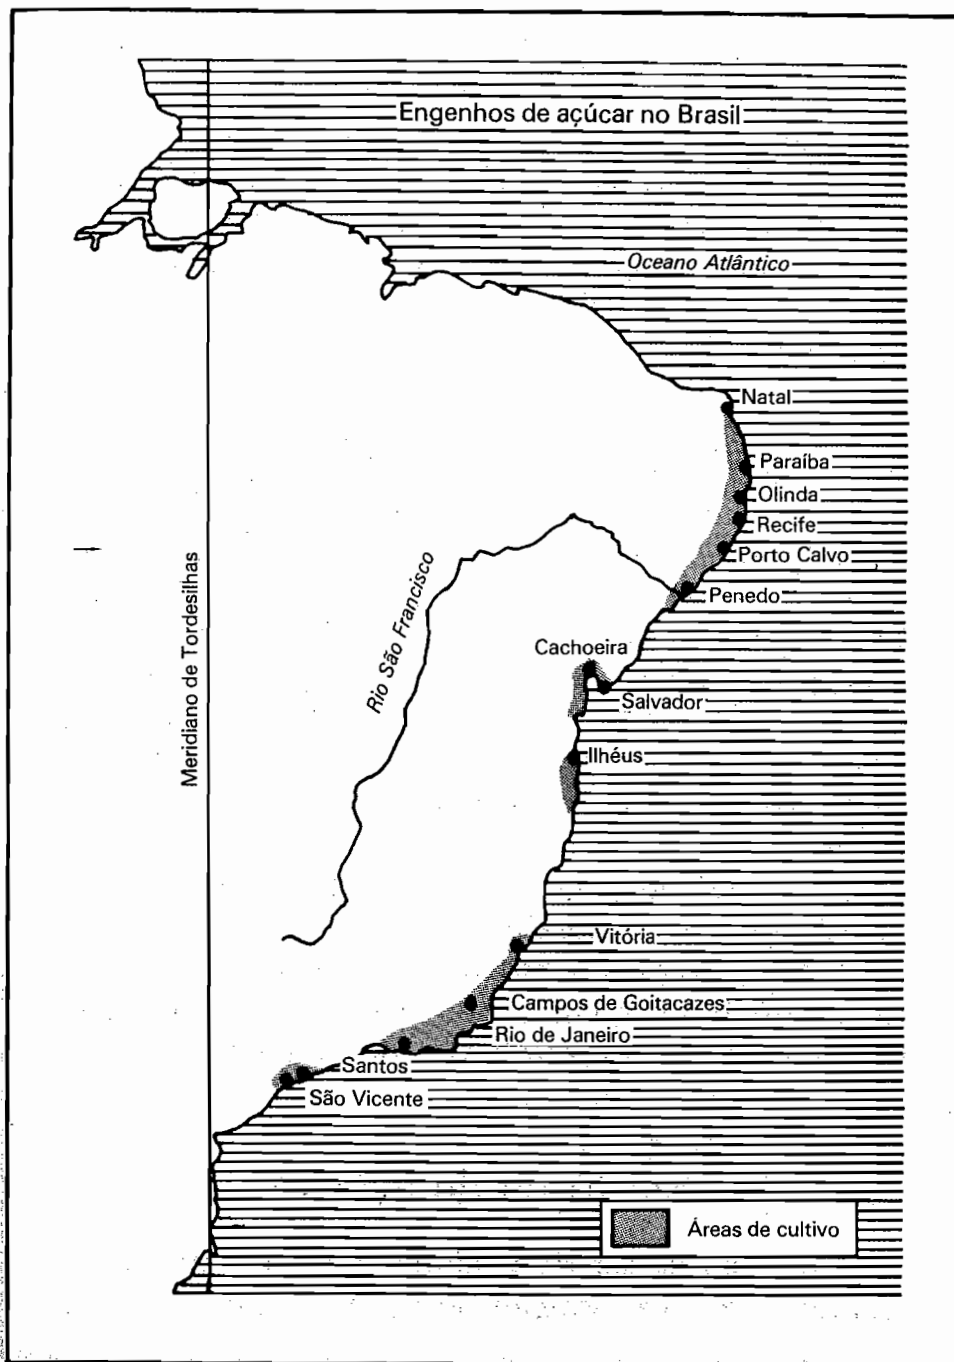 Engenhos de açúcar no Brasil
Oceano Atlântico
Natal
Paraíba
Olinda
Recife
Porto Calvo
Penedo
Meridiano de Tordesilhas
Rio São Francisco
Cachoeira
Salvador
Ilhéus
Vitória
Campos de Goitacazes
Rio de Janeiro
Santos
São Vicente
Áreas de cultivo